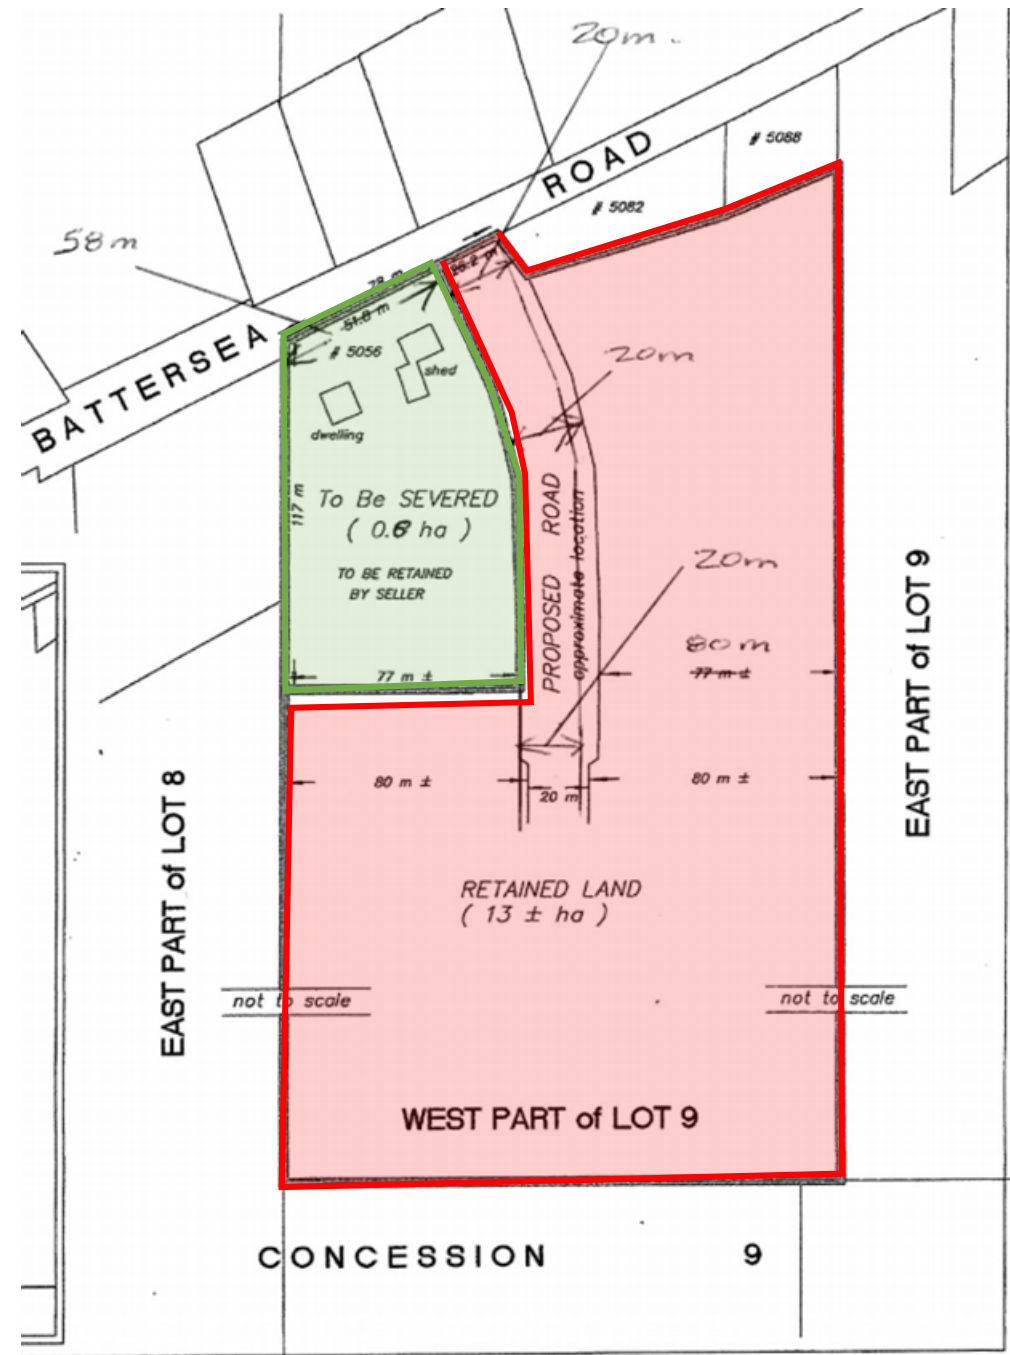 20m.
# 5088
BATTERSEA ROAD
# 5082
58m
78 m
26.2 m
51.8 m
# 5056
shed
20m
dwelling
117 m
To Be SEVERED
( 0.6 ha )
TO BE RETAINED
BY SELLER
PROPOSED ROAD
approximate location
20m
80m
77 m ±
77 m ±
80 m ±
20 m
80 m ±
EAST PART of LOT 8
EAST PART of LOT 9
RETAINED LAND
( 13 ± ha )
not to scale
not to scale
WEST PART of LOT 9
CONCESSION 9